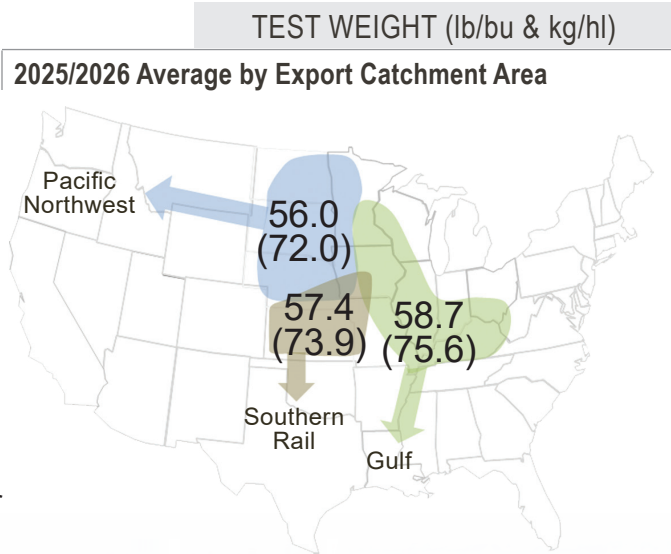 TEST WEIGHT (lb/bu & kg/hl)
2025/2026 Average by Export Catchment Area
Pacific
Northwest
56.0
(72.0)
57.4
(73.9)
58.7
(75.6)
Southern
Rail
Gulf